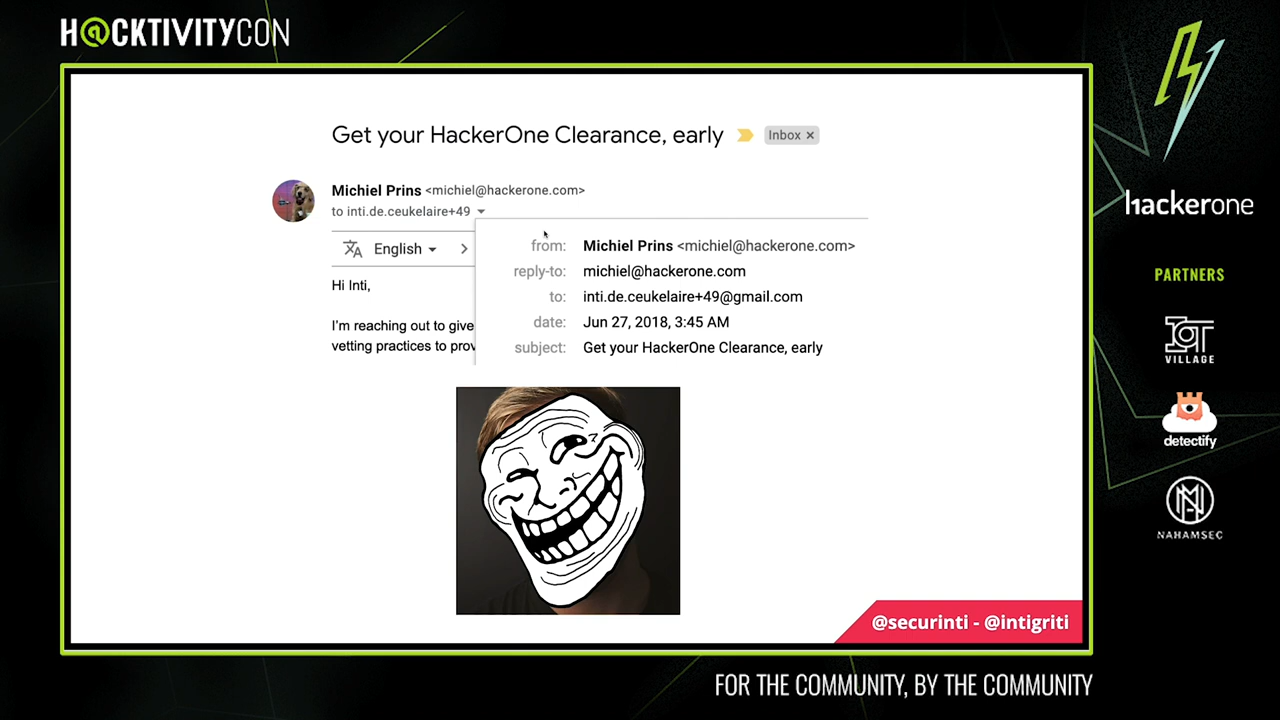 H@CKTIVITYCON
Get your HackerOne Clearance, early
Inbox ×
Michiel Prins <michiel@hackerone.com>
to inti.de.ceukelaire+49
English
from: Michiel Prins <michiel@hackerone.com>
reply-to: michiel@hackerone.com
to: inti.de.ceukelaire+49@gmail.com
date: Jun 27, 2018, 3:45 AM
subject: Get your HackerOne Clearance, early
Hi Inti,
I'm reaching out to give
vetting practices to prov
@securinti - @intigriti
hackerone
PARTNERS
IOT
VILLAGE
detectify
NAHAMSEC
FOR THE COMMUNITY, BY THE COMMUNITY